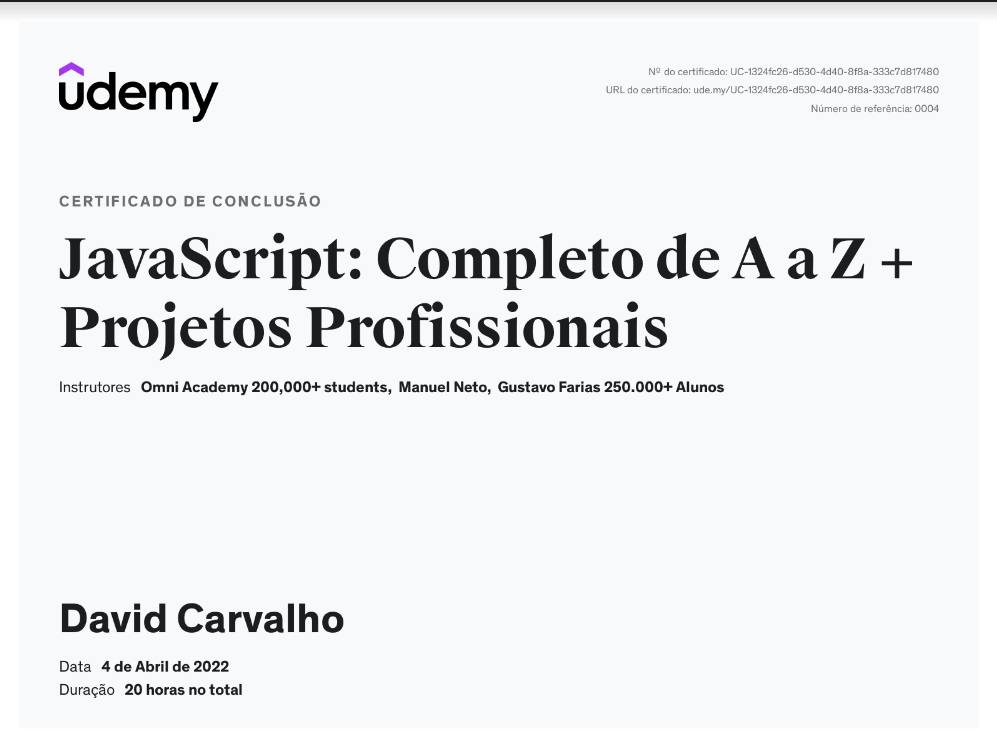 udemy
Nº do certificado: UC-1324fc26-d530-4d40-8f8a-333c7d817480
URL do certificado: ude.my/UC-1324fc26-d530-4d40-8f8a-333c7d817480
Número de referência: 0004
CERTIFICADO DE CONCLUSÃO
JavaScript: Completo de A a Z +
Projetos Profissionais
Instrutores Omni Academy 200,000+ students, Manuel Neto, Gustavo Farias 250.000+ Alunos
David Carvalho
Data 4 de Abril de 2022
Duração 20 horas no total